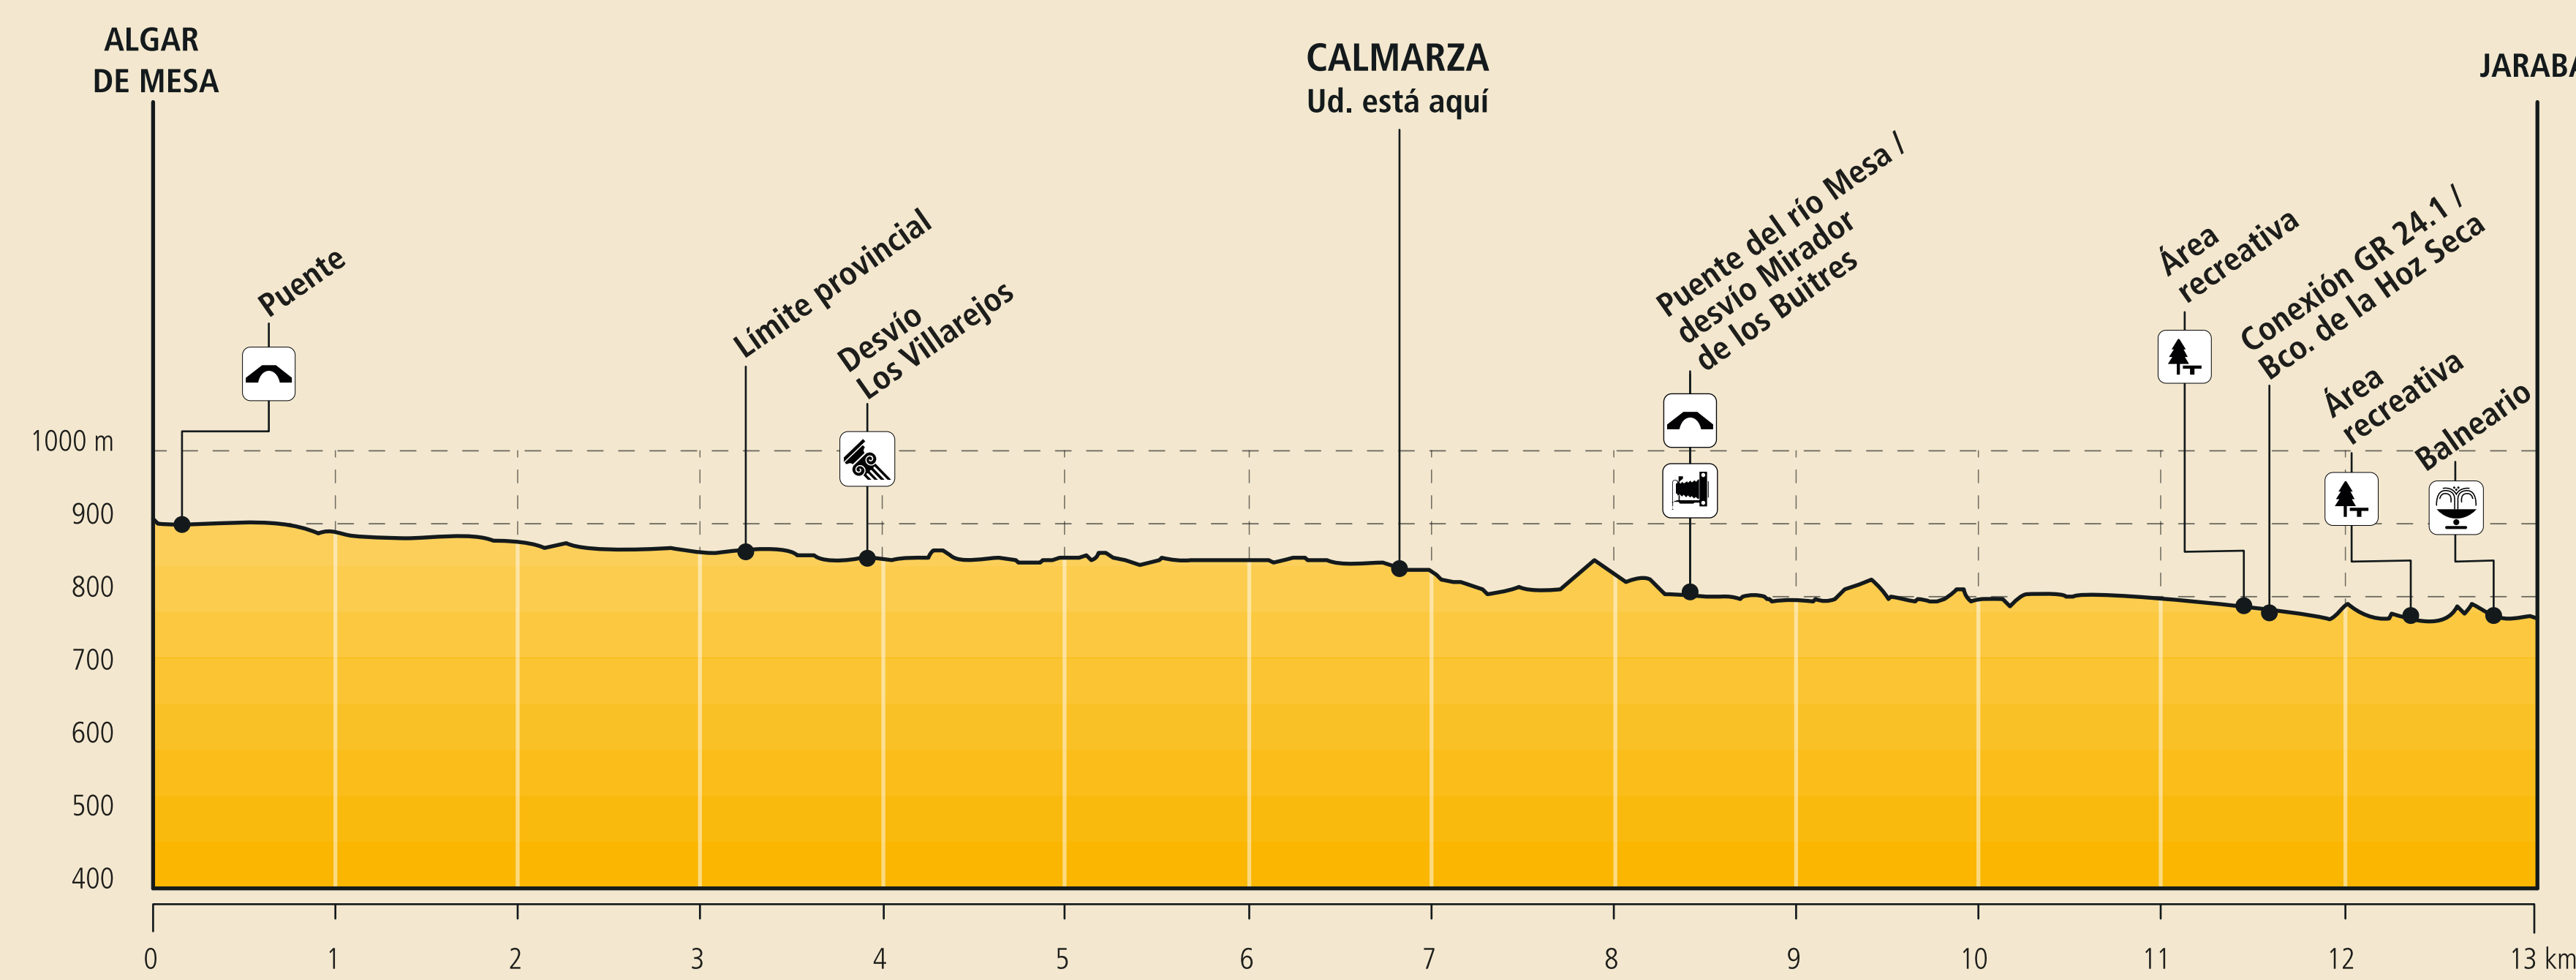 ALGAR
DE MESA
CALMARZA
Ud. está aquí
JARABA
Puente
Límite provincial
Desvío
Los Villarejos
Puente del río Mesa /
desvío Mirador
de los Buitres
Área
recreativa
Conexión GR 24.1 /
Bco. de la Hoz Seca
Área
recreativa
Balneario
1000 m
900
800
700
600
500
400
0 1 2 3 4 5 6 7 8 9 10 11 12 13 km